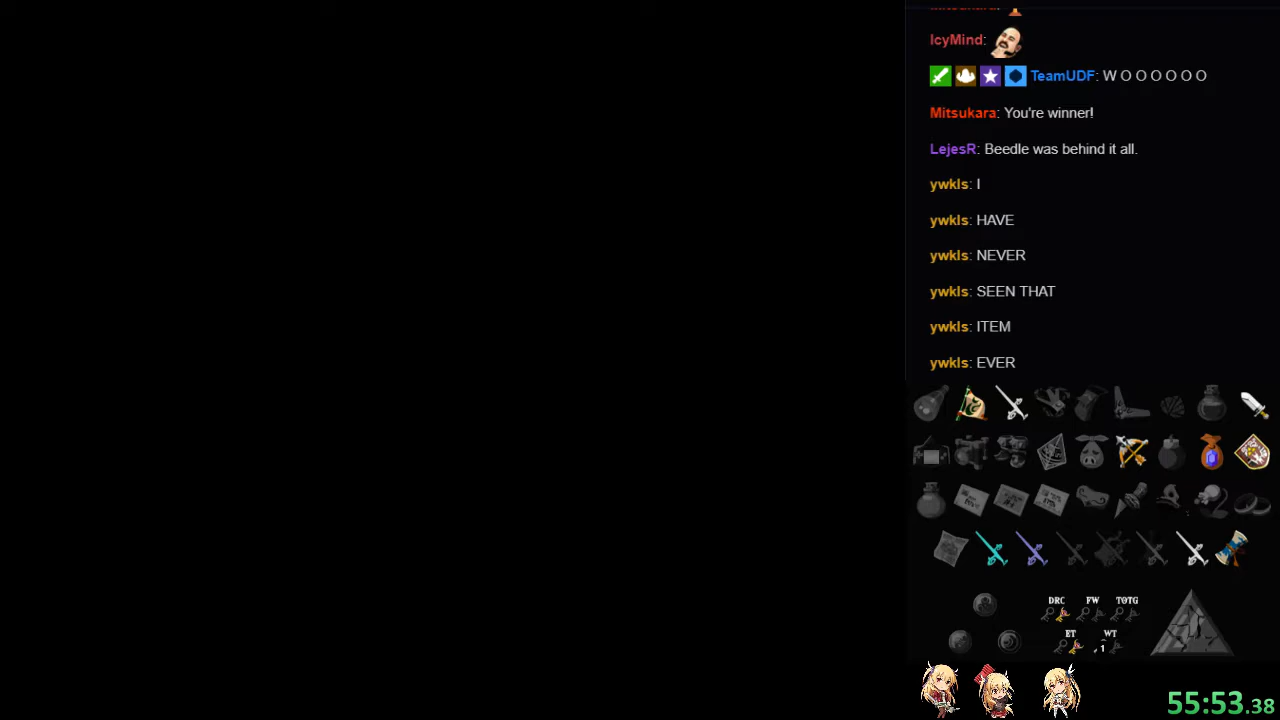 IcyMind:
TeamUDF: W O O O O O O
Mitsukara: You're winner!
LejesR: Beedle was behind it all.
ywkls: I
ywkls: HAVE
ywkls: NEVER
ywkls: SEEN THAT
ywkls: ITEM
ywkls: EVER
DRC FW TOTG
ET WT
1
55:53.38